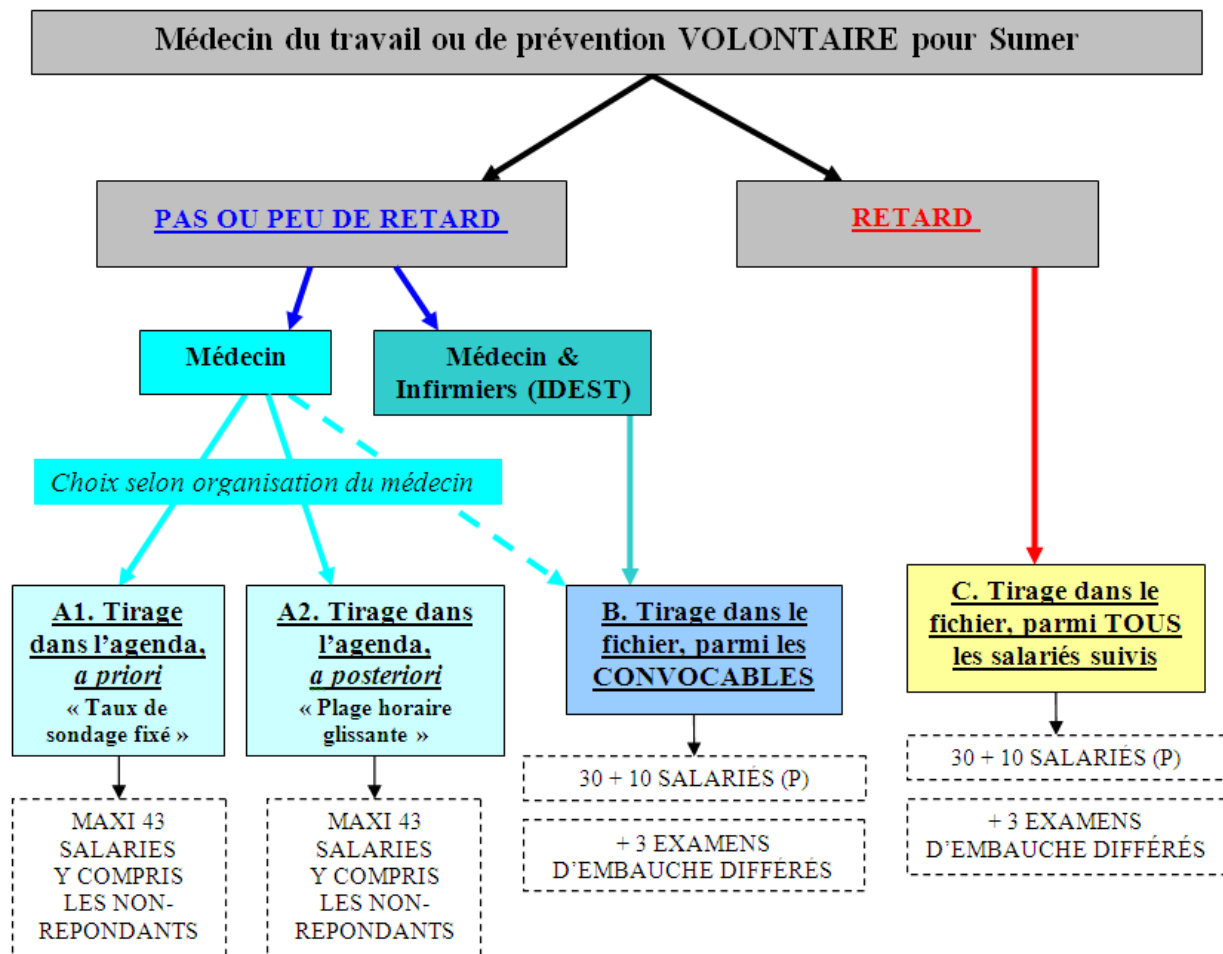 Médecin du travail ou de prévention VOLONTAIRE pour Sumer
PAS OU PEU DE RETARD
RETARD
Médecin
Médecin &
Infirmiers (IDEST)
Choix selon organisation du médecin
A1. Tirage
dans l'agenda,
a priori
« Taux de
sondage fixé »
A2. Tirage dans
l'agenda,
a posteriori
« Plage horaire
glissante »
B. Tirage dans le
fichier, parmi les
CONVOCABLES
C. Tirage dans le
fichier, parmi TOUS
les salariés suivis
MAXI 43
SALARIES
Y COMPRIS
LES NON-
REPONDANTS
MAXI 43
SALARIES
Y COMPRIS
LES NON-
REPONDANTS
30 + 10 SALARIÉS (P)
+ 3 EXAMENS
D'EMBAUCHE DIFFÉRÉS
30 + 10 SALARIÉS (P)
+ 3 EXAMENS
D'EMBAUCHE DIFFÉRÉS